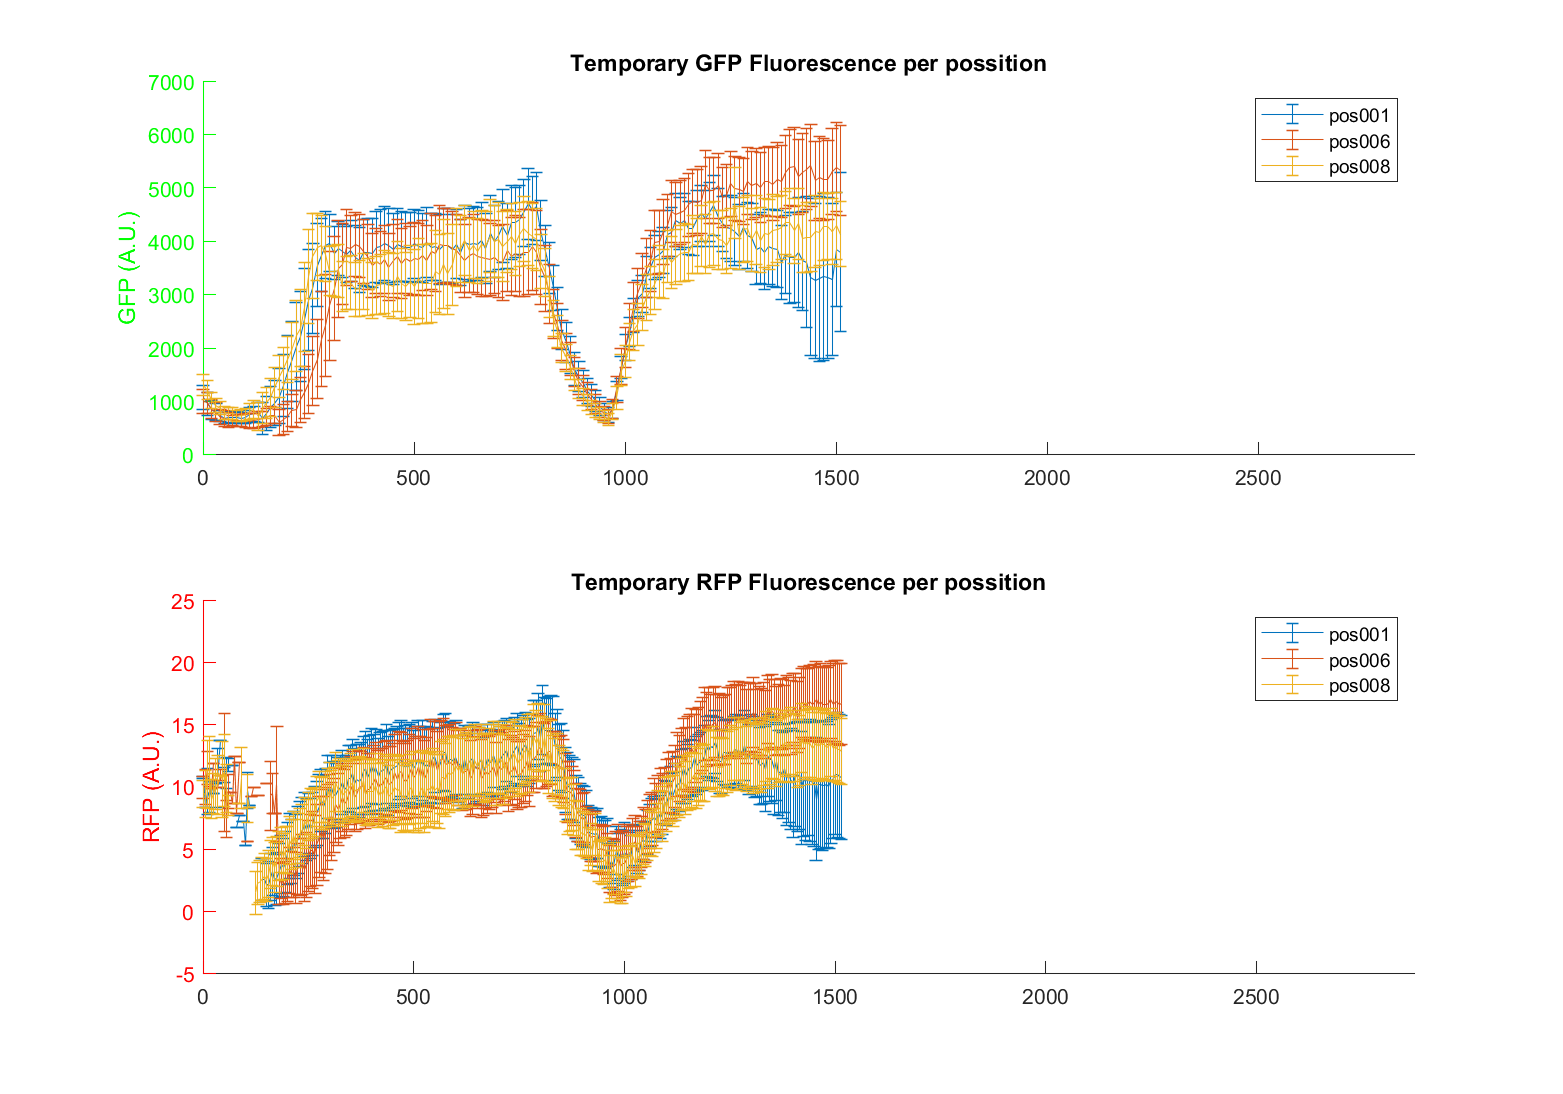 Temporary GFP Fluorescence per possition
7000
6000
5000
4000
3000
2000
1000
0
GFP (A.U.)
0 500 1000 1500 2000 2500
pos001
pos006
pos008
Temporary RFP Fluorescence per possition
25
20
15
10
5
0
-5
RFP (A.U.)
0 500 1000 1500 2000 2500
pos001
pos006
pos008